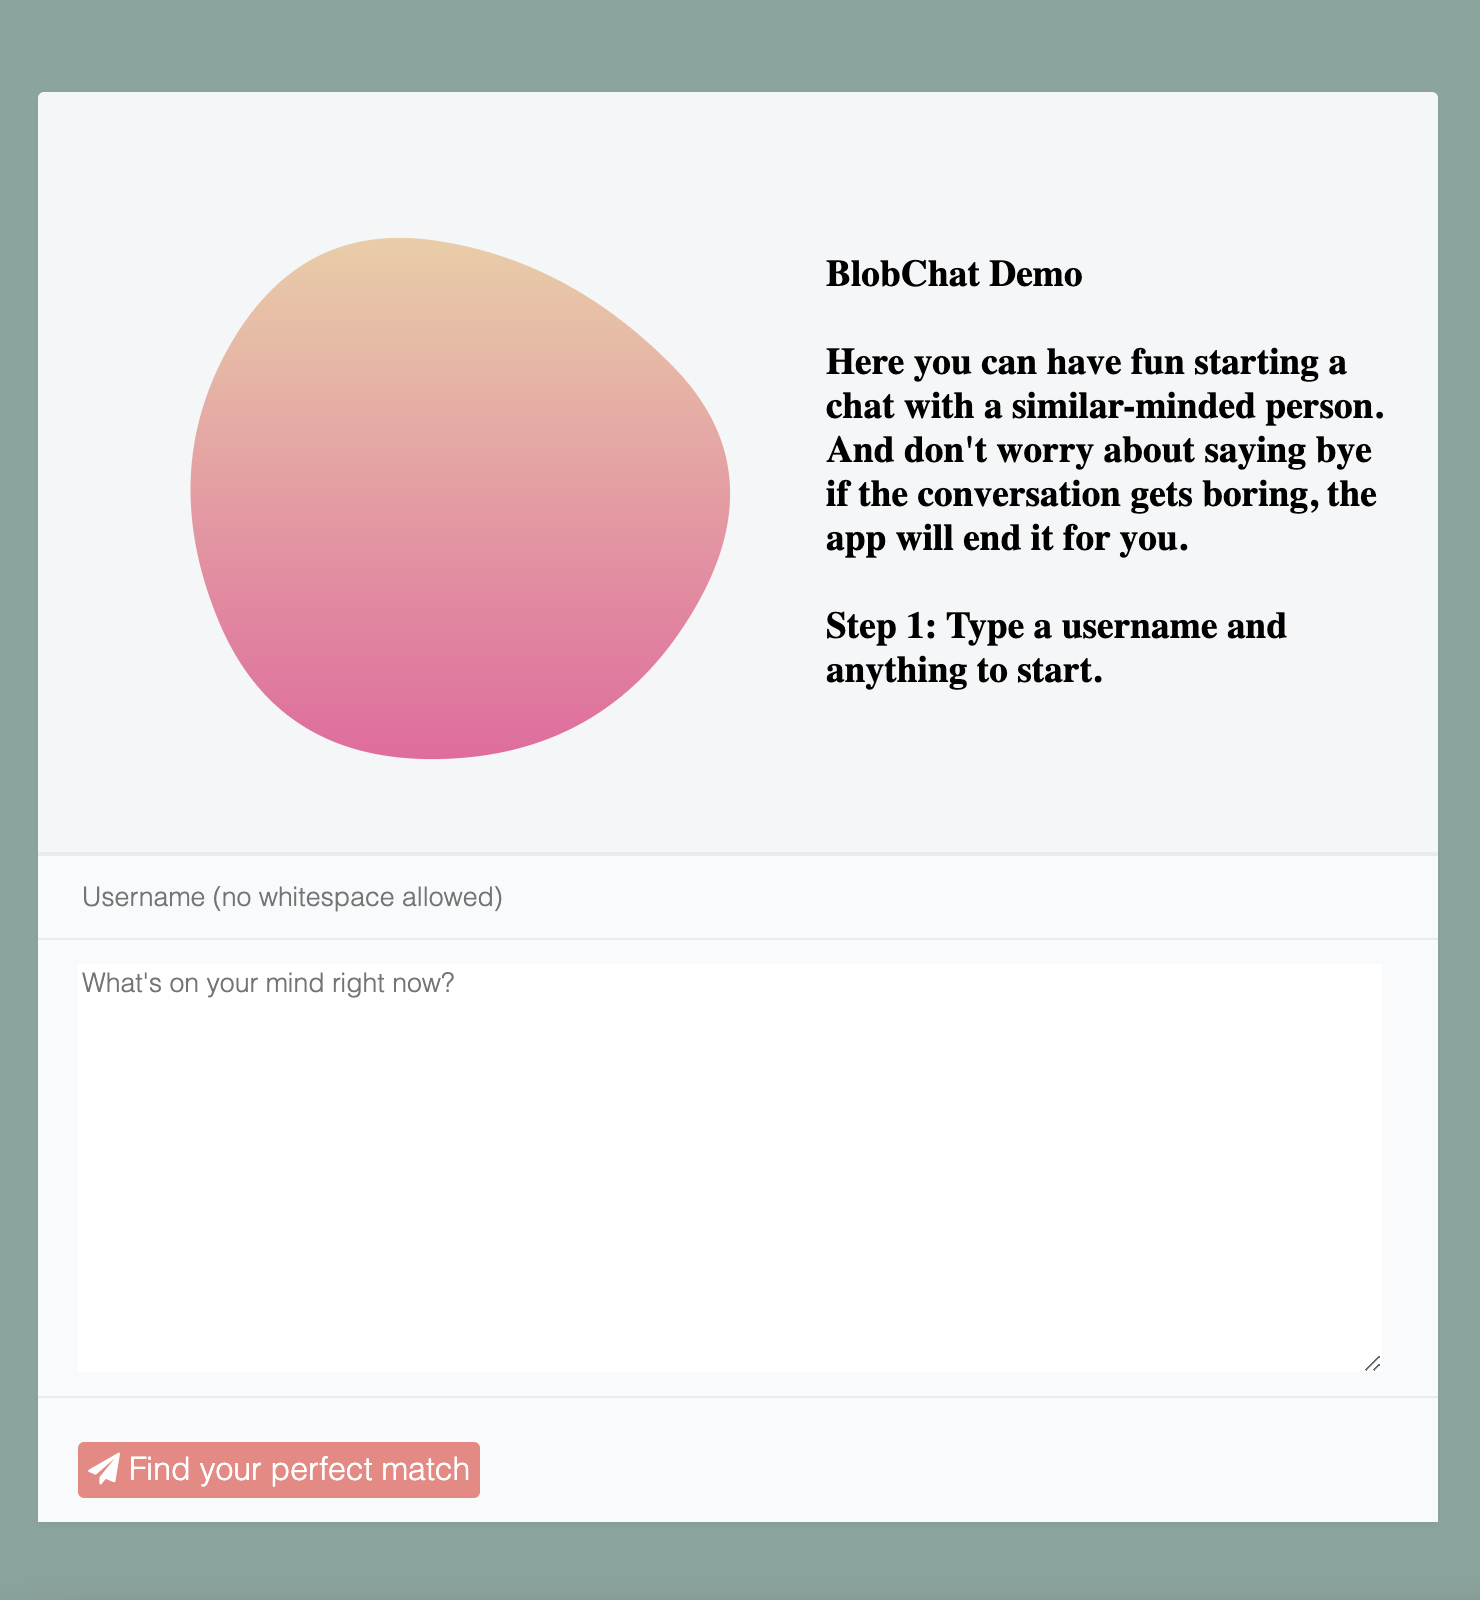 BlobChat Demo
Here you can have fun starting a
chat with a similar-minded person.
And don't worry about saying bye
if the conversation gets boring, the
app will end it for you.
Step 1: Type a username and
anything to start.
Username (no whitespace allowed)
What's on your mind right now?
Find your perfect match